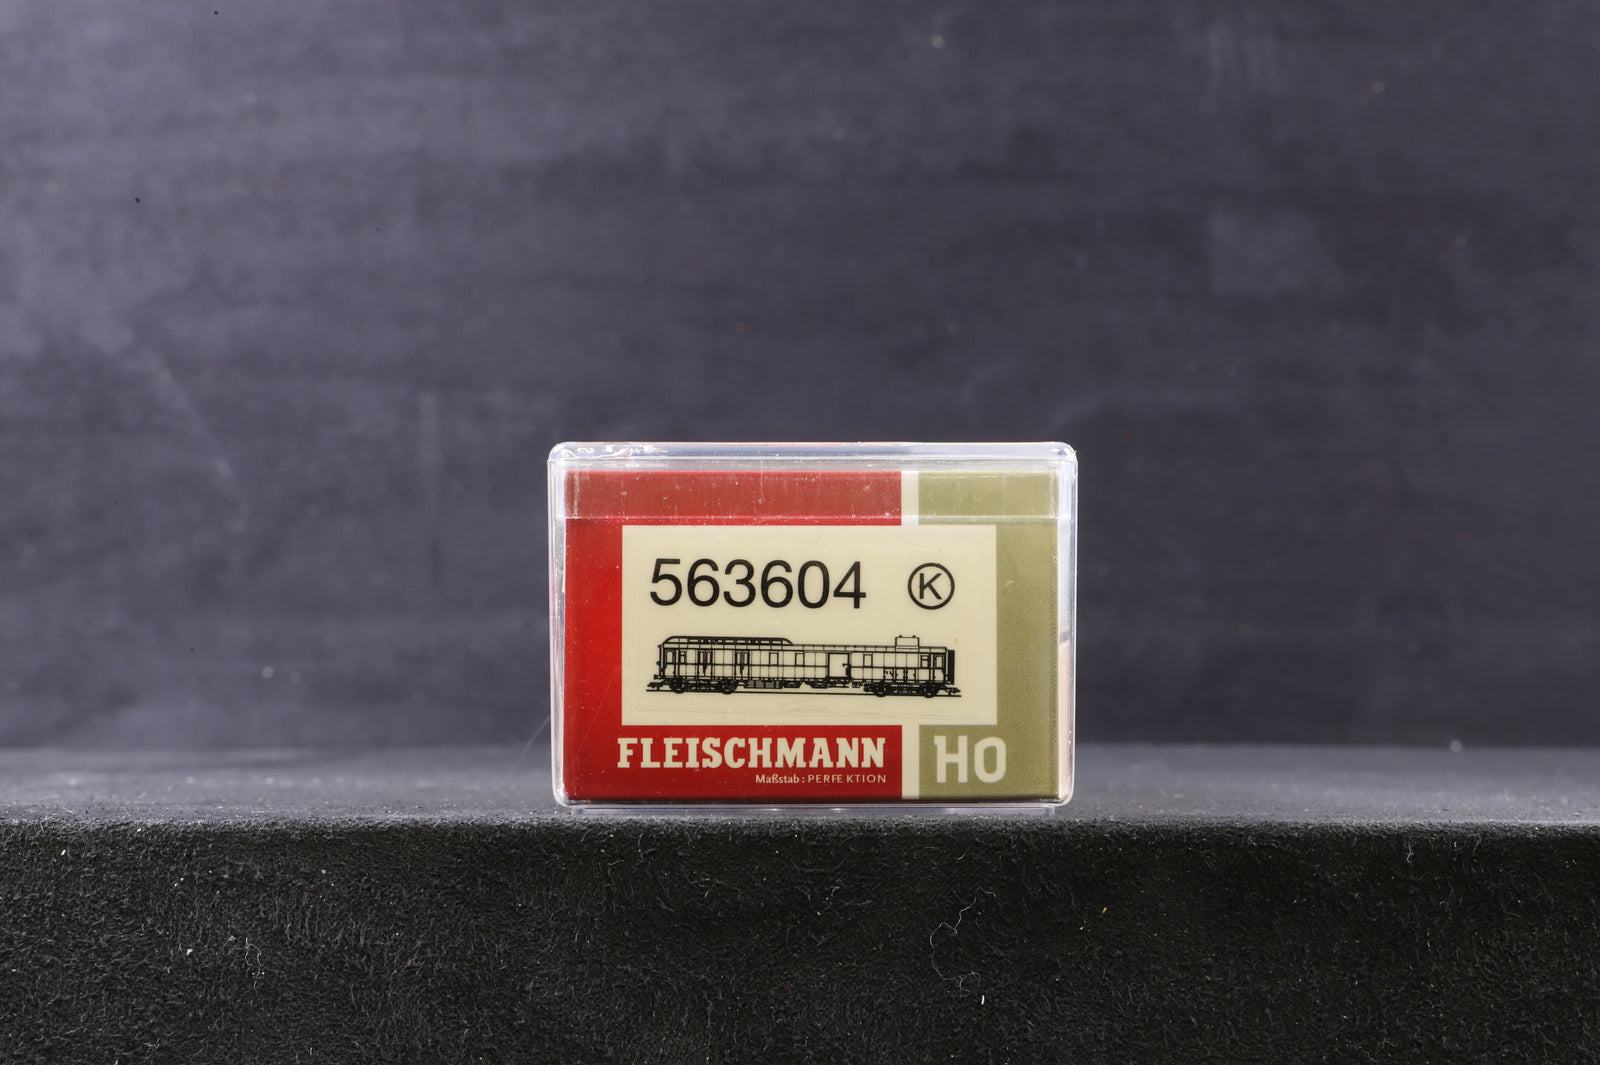 563604 Ⓚ
FLEISCHMANN HO
Maßstab: PERFEKTION